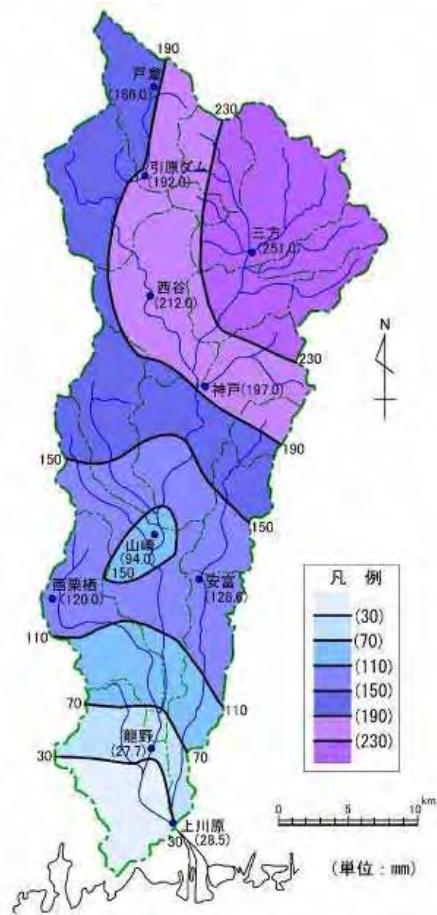 190
戸倉
(186.0)
230
引原ダム
(192.0)
三方
(251.0)
西谷
(212.0)
N
230
神戸(197.0)
190
150
150
山崎
(94.0)
150
安富
(128.6)
西栗栖
(120.0)
110
110
70
龍野
(27.7)
70
30
上川原
30(28.5)
凡 例
(30)
(70)
(110)
(150)
(190)
(230)
0 5 10 km
(単位:mm)